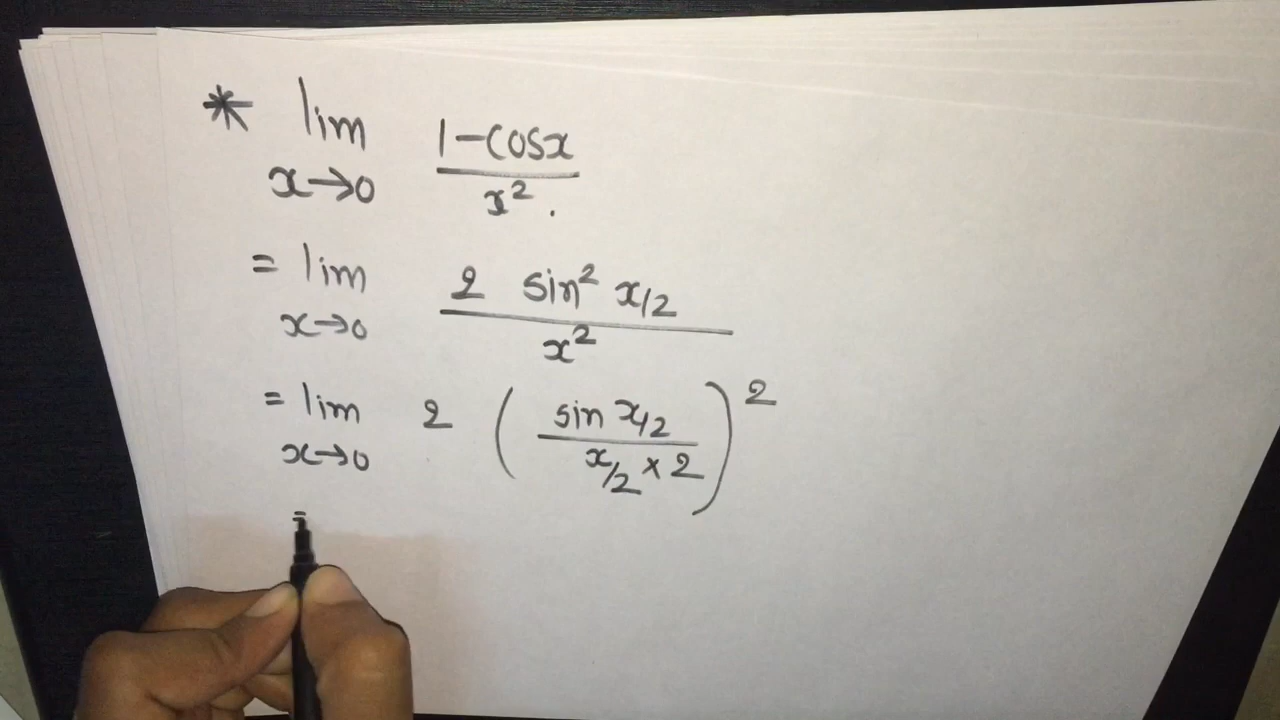 * lim x→0 1-cosx / x².
= lim x→0 2 sin² x/2 / x²
= lim x→0 2 ( sin x/2 / x/2 × 2 )²
=